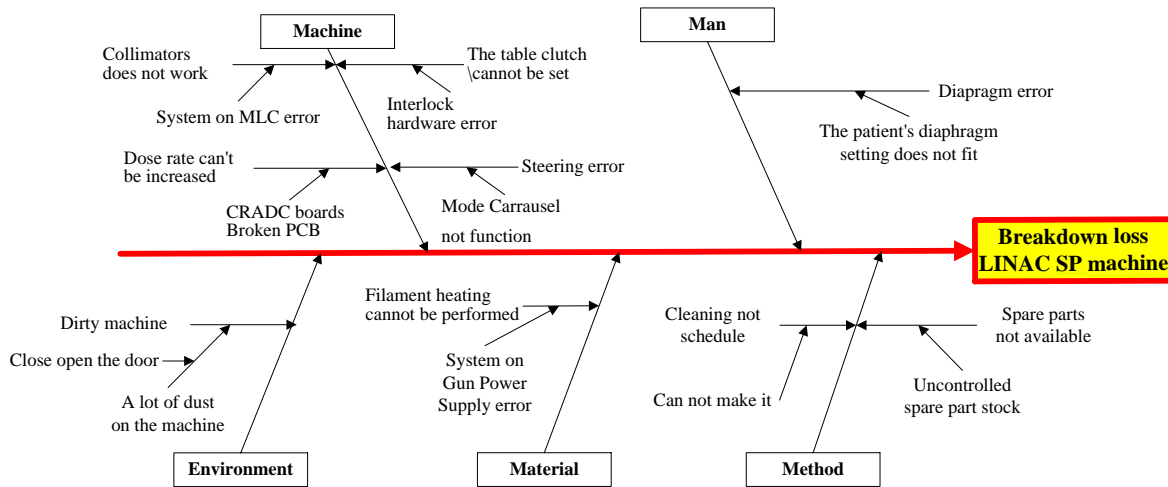 Machine
Man
Collimators
does not work
The table clutch
\cannot be set
System on MLC error
Interlock
hardware error
Diapragm error
The patient's diaphragm
setting does not fit
Dose rate can't
be increased
Steering error
CRADC boards
Broken PCB
Mode Carrausel
not function
Breakdown loss
LINAC SP machine
Dirty machine
Close open the door
A lot of dust
on the machine
Filament heating
cannot be performed
System on
Gun Power
Supply error
Cleaning not
schedule
Spare parts
not available
Can not make it
Uncontrolled
spare part stock
Environment
Material
Method